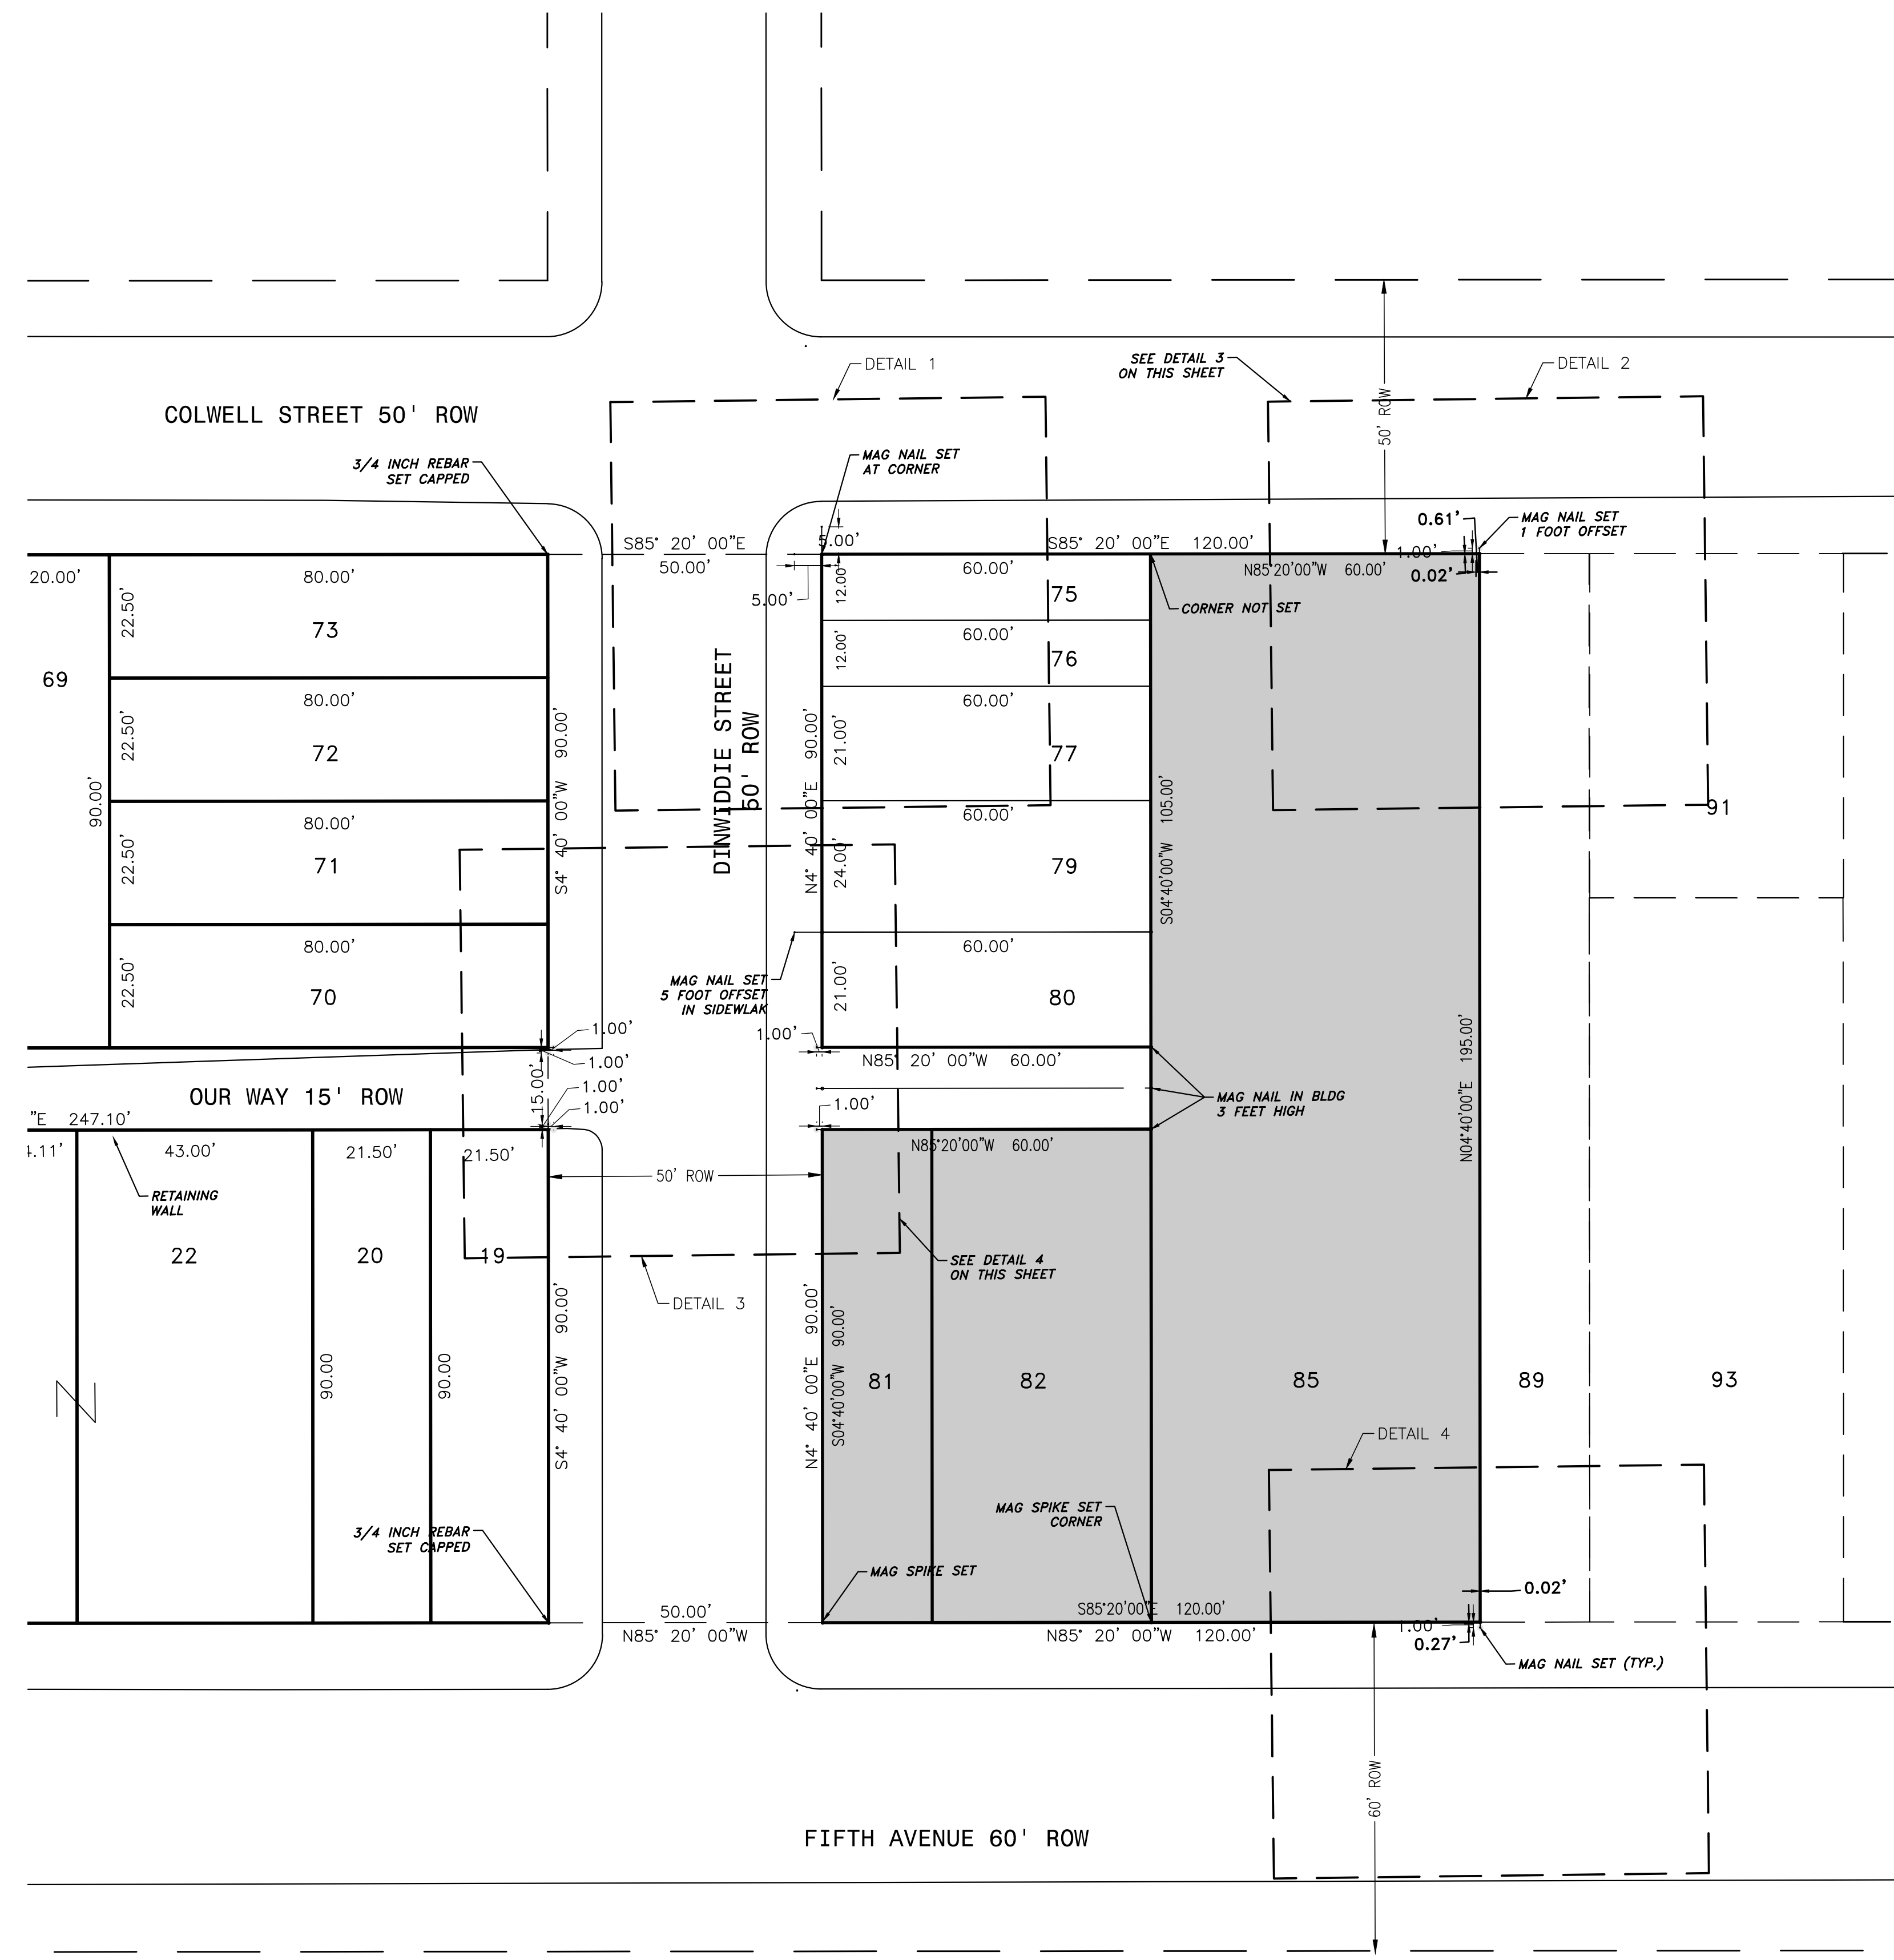 DETAIL 1
SEE DETAIL 3
ON THIS SHEET
DETAIL 2
50' ROW
COLWELL STREET 50' ROW
3/4 INCH REBAR
SET CAPPED
MAG NAIL SET
AT CORNER
0.61'
MAG NAIL SET
1 FOOT OFFSET
S85° 20' 00"E
50.00'
5.00'
5.00'
S85° 20' 00"E 120.00'
1.00'
N85°20'00"W 60.00'
0.02'
20.00'
80.00'
22.50'
73
69
60.00'
12.00'
75
CORNER NOT SET
60.00'
12.00'
76
80.00'
22.50'
72
90.00'
S4° 40' 00"W 90.00'
DINWIDDIE STREET
50' ROW
N4° 40' 00"E 90.00'
60.00'
21.00'
77
S04°40'00"W 105.00'
91
80.00'
22.50'
71
60.00'
24.00'
79
80.00'
22.50'
70
60.00'
21.00'
80
MAG NAIL SET
5 FOOT OFFSET
IN SIDEWLAK
1.00'
1.00'
1.00'
N85° 20' 00"W 60.00'
N04°40'00"E 195.00'
OUR WAY 15' ROW
15.00'
1.00'
1.00'
1.00'
MAG NAIL IN BLDG
3 FEET HIGH
"E 247.10'
4.11'
43.00'
21.50'
21.50'
N85°20'00"W 60.00'
50' ROW
RETAINING
WALL
22
20
19
SEE DETAIL 4
ON THIS SHEET
DETAIL 3
90.00
90.00
S4° 40' 00"W 90.00'
N4° 40' 00"E 90.00'
S04°40'00"W 90.00'
81
82
85
89
93
N
DETAIL 4
3/4 INCH REBAR
SET CAPPED
MAG SPIKE SET
CORNER
MAG SPIKE SET
0.02'
50.00'
N85° 20' 00"W
S85°20'00"E 120.00'
N85° 20' 00"W 120.00'
1.00'
0.27'
MAG NAIL SET (TYP.)
60' ROW
FIFTH AVENUE 60' ROW